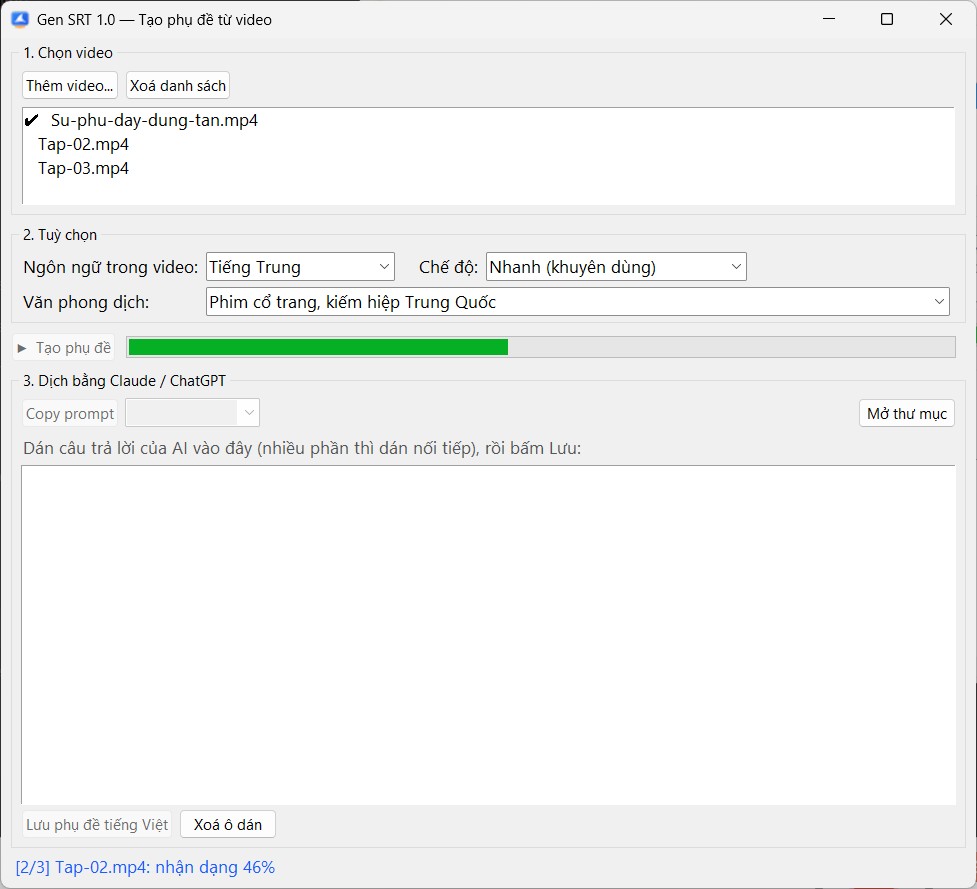 Gen SRT 1.0 — Tạo phụ đề từ video
1. Chọn video
Thêm video... Xoá danh sách
✔ Su-phu-day-dung-tan.mp4
Tap-02.mp4
Tap-03.mp4
2. Tuỳ chọn
Ngôn ngữ trong video: Tiếng Trung Chế độ: Nhanh (khuyên dùng)
Văn phong dịch: Phim cổ trang, kiếm hiệp Trung Quốc
► Tạo phụ đề
3. Dịch bằng Claude / ChatGPT
Copy prompt Mở thư mục
Dán câu trả lời của AI vào đây (nhiều phần thì dán nối tiếp), rồi bấm Lưu:
Lưu phụ đề tiếng Việt Xoá ô dán
[2/3] Tap-02.mp4: nhận dạng 46%